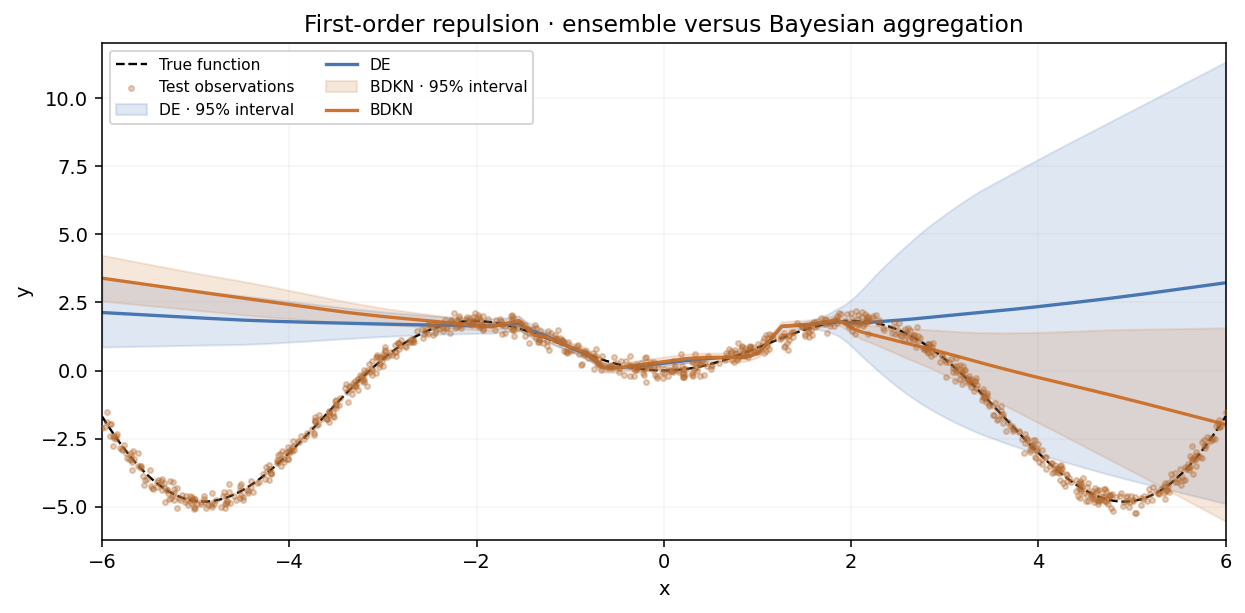 First-order repulsion · ensemble versus Bayesian aggregation
True function
Test observations
DE · 95% interval
DE
BDKN · 95% interval
BDKN
10.0
7.5
5.0
2.5
0.0
−2.5
−5.0
y
−6
−4
−2
0
2
4
6
x